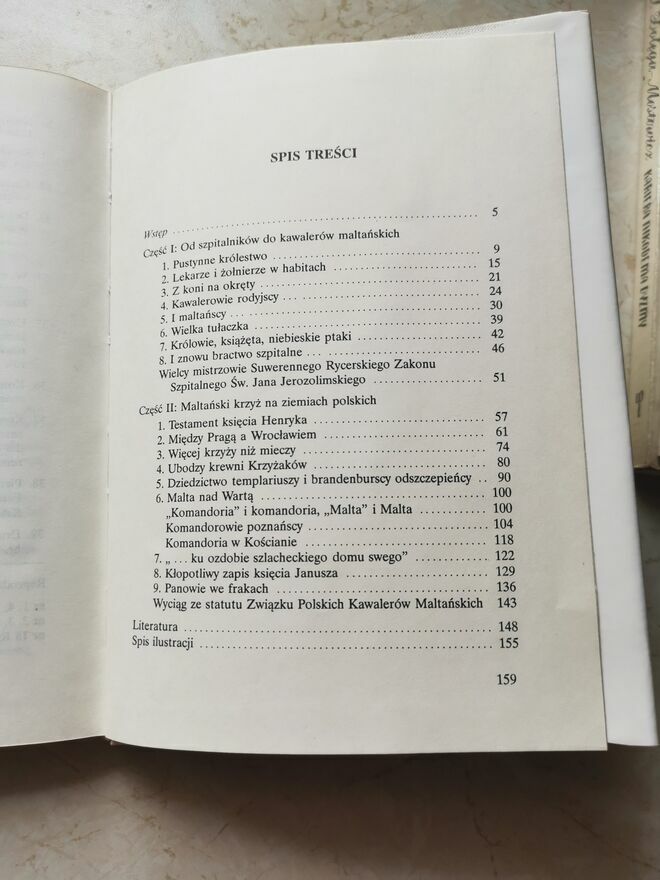 SPIS TREŚCI
Wstęp ........ 5
Część I: Od szpitalników do kawalerów maltańskich
1. Pustynne królestwo ........ 9
2. Lekarze i żołnierze w habitach ........ 15
3. Z koni na okręty ........ 21
4. Kawalerowie rodyjscy ........ 24
5. I maltańscy ........ 30
6. Wielka tułaczka ........ 39
7. Królowie, książęta, niebieskie ptaki ........ 42
8. I znowu bractwo szpitalne ........ 46
Wielcy mistrzowie Suwerennego Rycerskiego Zakonu
Szpitalnego Św. Jana Jerozolimskiego ........ 51
Część II: Maltański krzyż na ziemiach polskich
1. Testament księcia Henryka ........ 57
2. Między Pragą a Wrocławiem ........ 61
3. Więcej krzyży niż mieczy ........ 74
4. Ubodzy krewni Krzyżaków ........ 80
5. Dziedzictwo templariuszy i brandenburscy odszczepieńcy .. 90
6. Malta nad Wartą ........ 100
„Komandoria" i komandoria, „Malta" i Malta ........ 100
Komandorowie poznańscy ........ 104
Komandoria w Kościanie ........ 118
7. „ ... ku ozdobie szlacheckiego domu swego" ........ 122
8. Kłopotliwy zapis księcia Janusza ........ 129
9. Panowie we frakach ........ 136
Wyciąg ze statutu Związku Polskich Kawalerów Maltańskich 143
Literatura ........ 148
Spis ilustracji ........ 155
159